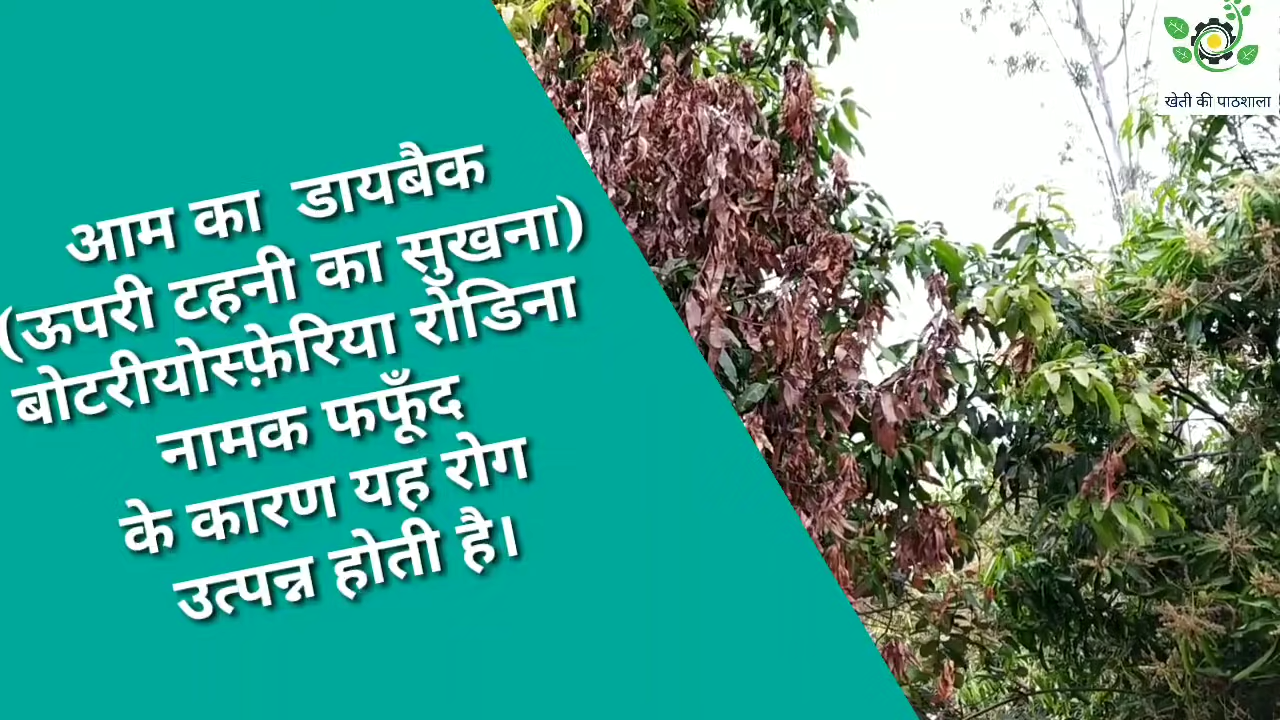 आम का डायबैक
(ऊपरी टहनी का सुखना)
बोटरीयोस्फ़ेरिया रोडिना
नामक फफूँद
के कारण यह रोग
उत्पन्न होती है।
खेती की पाठशाला